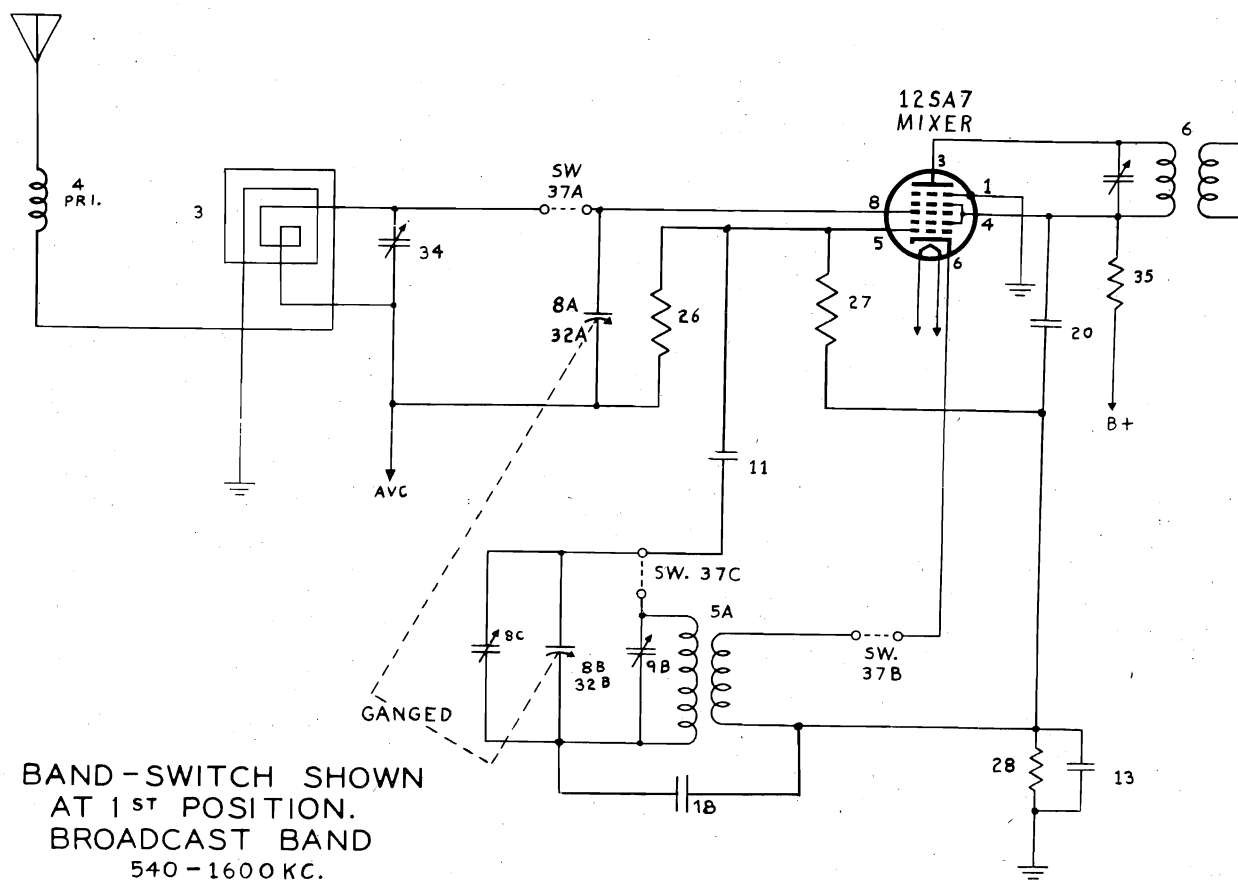 12SA7
MIXER
6
3
1
4
PRI.
3
SW
37A
8
4
5
6
34
35
8A
32A
26
27
20
B+
11
AVC
SW. 37C
5A
8C
8B
32B
9B
SW.
37B
GANGED
28
13
18
BAND-SWITCH SHOWN
AT 1ST POSITION.
BROADCAST BAND
540-1600 KC.